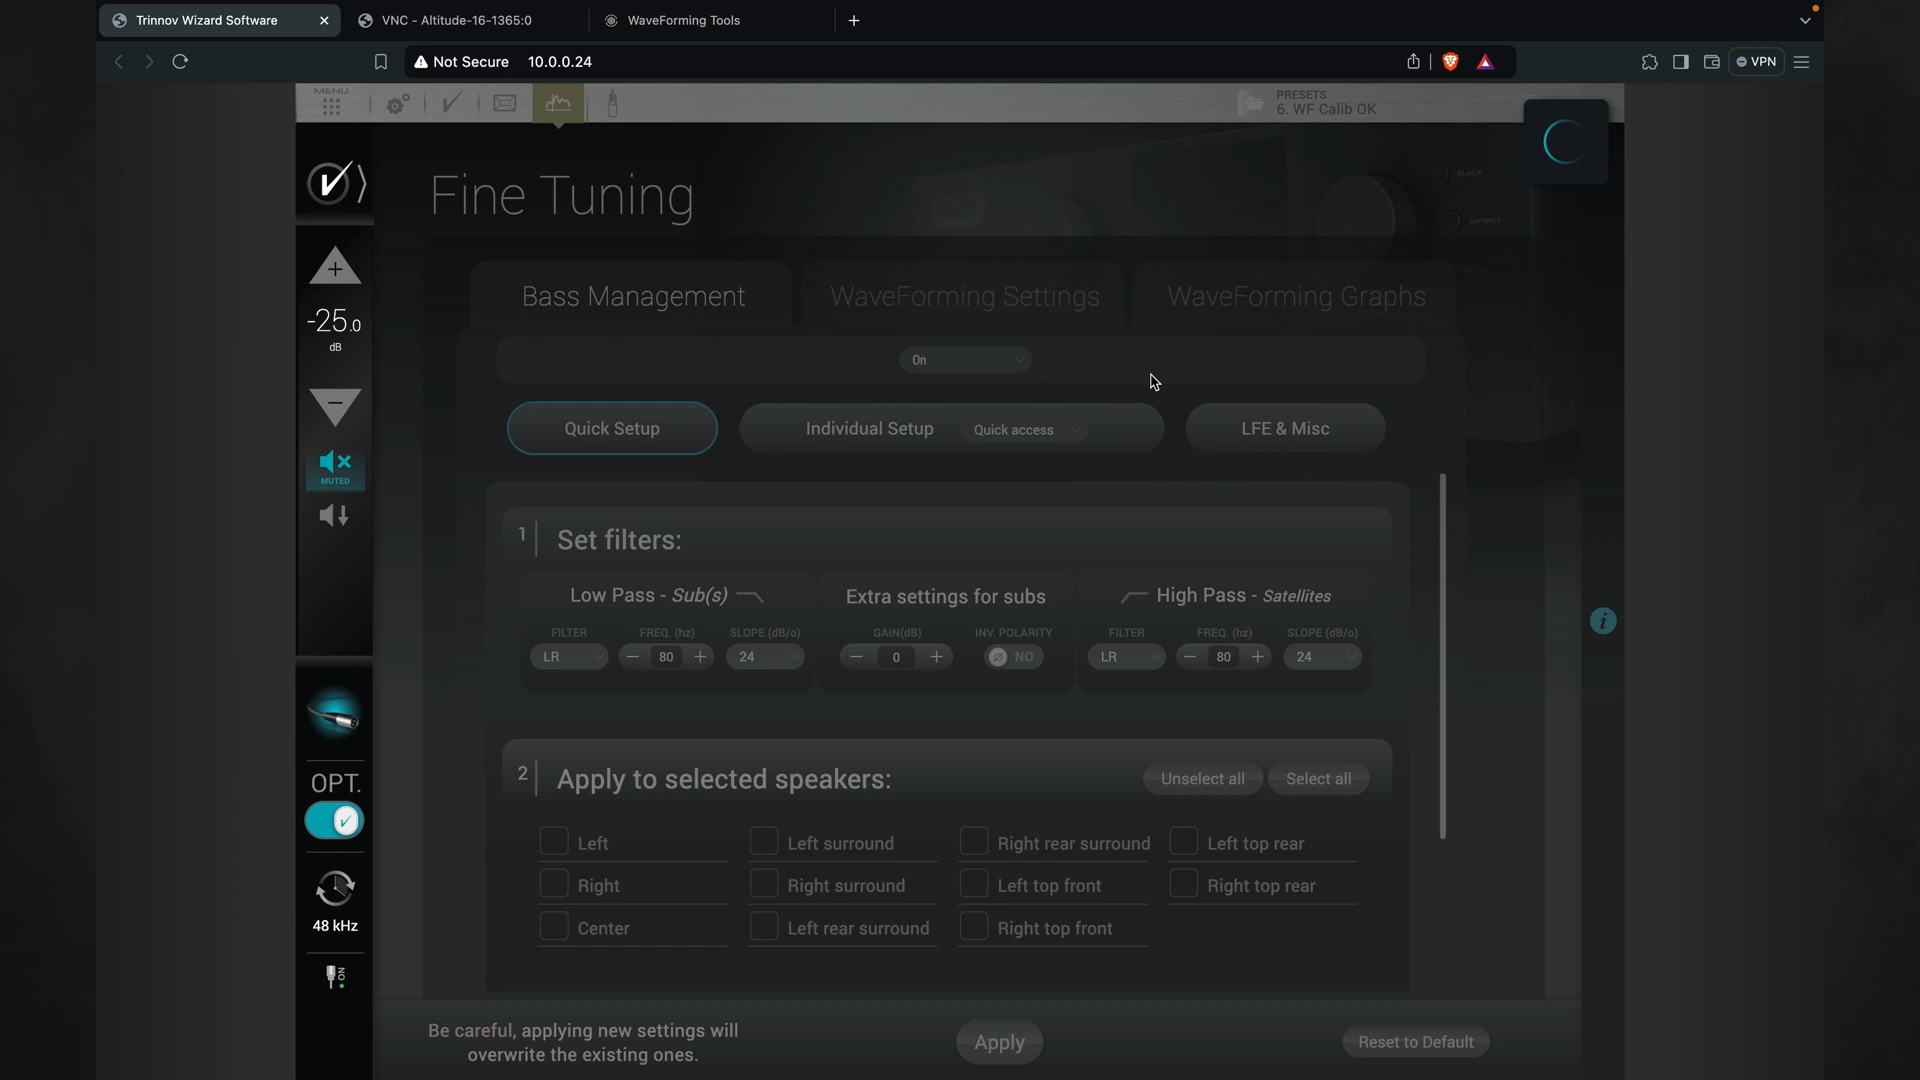 Trinnov Wizard Software
VNC - Altitude-16-1365:0
WaveForming Tools
Not Secure 10.0.0.24
VPN
MENU
PRESETS
6. WF Calib OK
Fine Tuning
BACK
SELECT
+
-25.0
dB
−
MUTED
Bass Management
WaveForming Settings
WaveForming Graphs
On
Quick Setup
Individual Setup
Quick access
LFE & Misc
1
Set filters:
Low Pass - Sub(s)
Extra settings for subs
High Pass - Satellites
FILTER FREQ. (hz) SLOPE (dB/o) GAIN(dB) INV. POLARITY FILTER FREQ. (hz) SLOPE (dB/o)
LR − 80 + 24 − 0 + Ø NO LR − 80 + 24
i
2
Apply to selected speakers:
Unselect all
Select all
Left Left surround Right rear surround Left top rear
Right Right surround Left top front Right top rear
Center Left rear surround Right top front
OPT.
48 kHz
NO
Be careful, applying new settings will
overwrite the existing ones.
Apply
Reset to Default